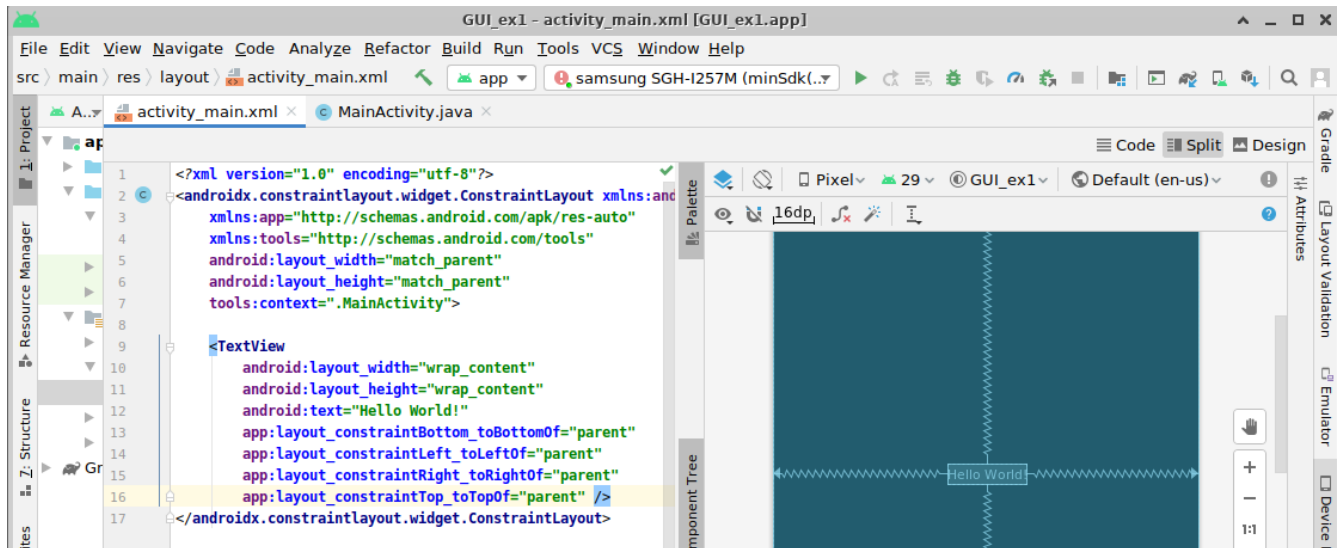 GUI_ex1 – activity_main.xml [GUI_ex1.app]
File Edit View Navigate Code Analyze Refactor Build Run Tools VCS Window Help
src main res layout activity_main.xml app samsung SGH-I257M (minSdk(..
1: Project
A.. activity_main.xml MainActivity.java
Gradle
ap
Code Split Design
1 <?xml version="1.0" encoding="utf-8"?>
2 <androidx.constraintlayout.widget.ConstraintLayout xmlns:and
3 xmlns:app="http://schemas.android.com/apk/res-auto"
4 xmlns:tools="http://schemas.android.com/tools"
5 android:layout_width="match_parent"
6 android:layout_height="match_parent"
7 tools:context=".MainActivity">
8
9 <TextView
10 android:layout_width="wrap_content"
11 android:layout_height="wrap_content"
12 android:text="Hello World!"
13 app:layout_constraintBottom_toBottomOf="parent"
14 app:layout_constraintLeft_toLeftOf="parent"
15 app:layout_constraintRight_toRightOf="parent"
16 app:layout_constraintTop_toTopOf="parent" />
17 </androidx.constraintlayout.widget.ConstraintLayout>
Resource Manager
Z: Structure
Gr
ites
Palette
mponent Tree
Pixel 29 GUI_ex1 Default (en-us)
16dp
Hello World!
1:1
Attributes
Layout Validation
Emulator
Device